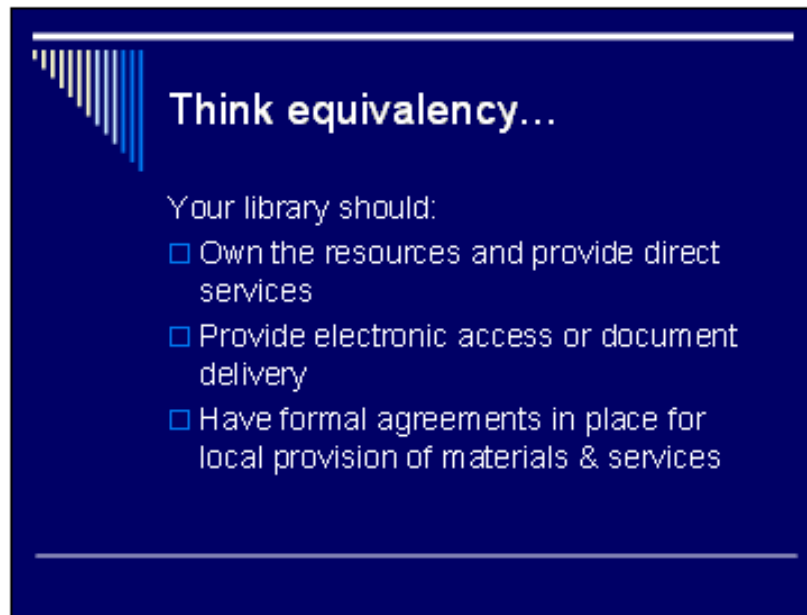 Think equivalency...
Your library should:
Own the resources and provide direct
services
Provide electronic access or document
delivery
Have formal agreements in place for
local provision of materials & services